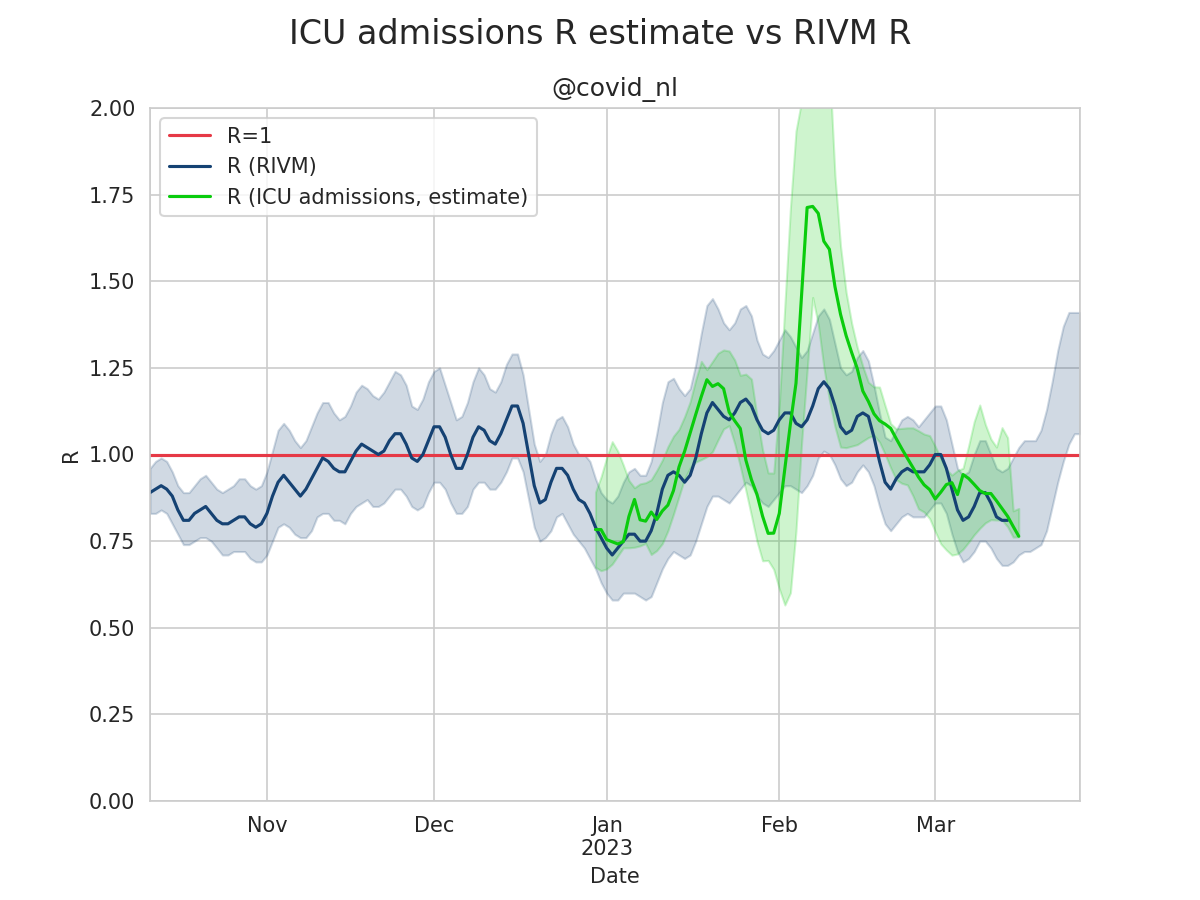 ICU admissions R estimate vs RIVM R
@covid_nl
R=1
R (RIVM)
R (ICU admissions, estimate)
2.00
1.75
1.50
1.25
1.00
0.75
0.50
0.25
0.00
R
Nov Dec Jan Feb Mar
2023
Date